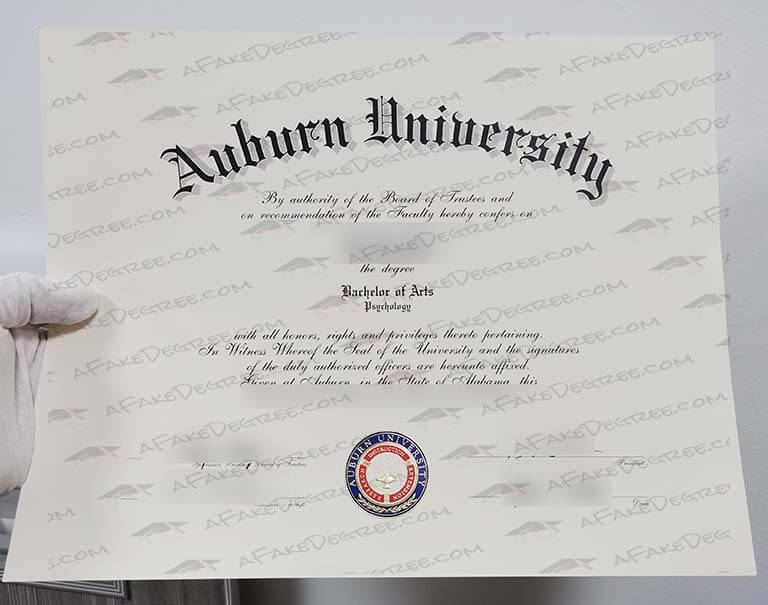 Auburn University
By authority of the Board of Trustees and
on recommendation of the Faculty hereby confers on
the degree
Bachelor of Arts
Psychology
with all honors, rights and privileges thereto pertaining.
In Witness Whereof the Seal of the University and the signatures
of the duly authorized officers are hereunto affixed.
Given at Auburn, in the State of Alabama, this
President
Dean
AUBURN UNIVERSITY
INSTRUCTION
RESEARCH
EXTENSION
AFAKEDEGREE.COM